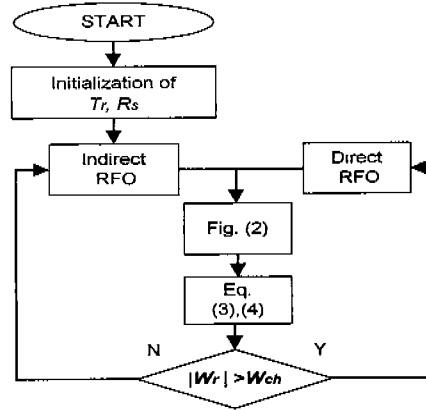 START
Initialization of
Tr, Rs
Indirect
RFO
Direct
RFO
Fig. (2)
Eq.
(3),(4)
N
Y
|Wr| >Wch